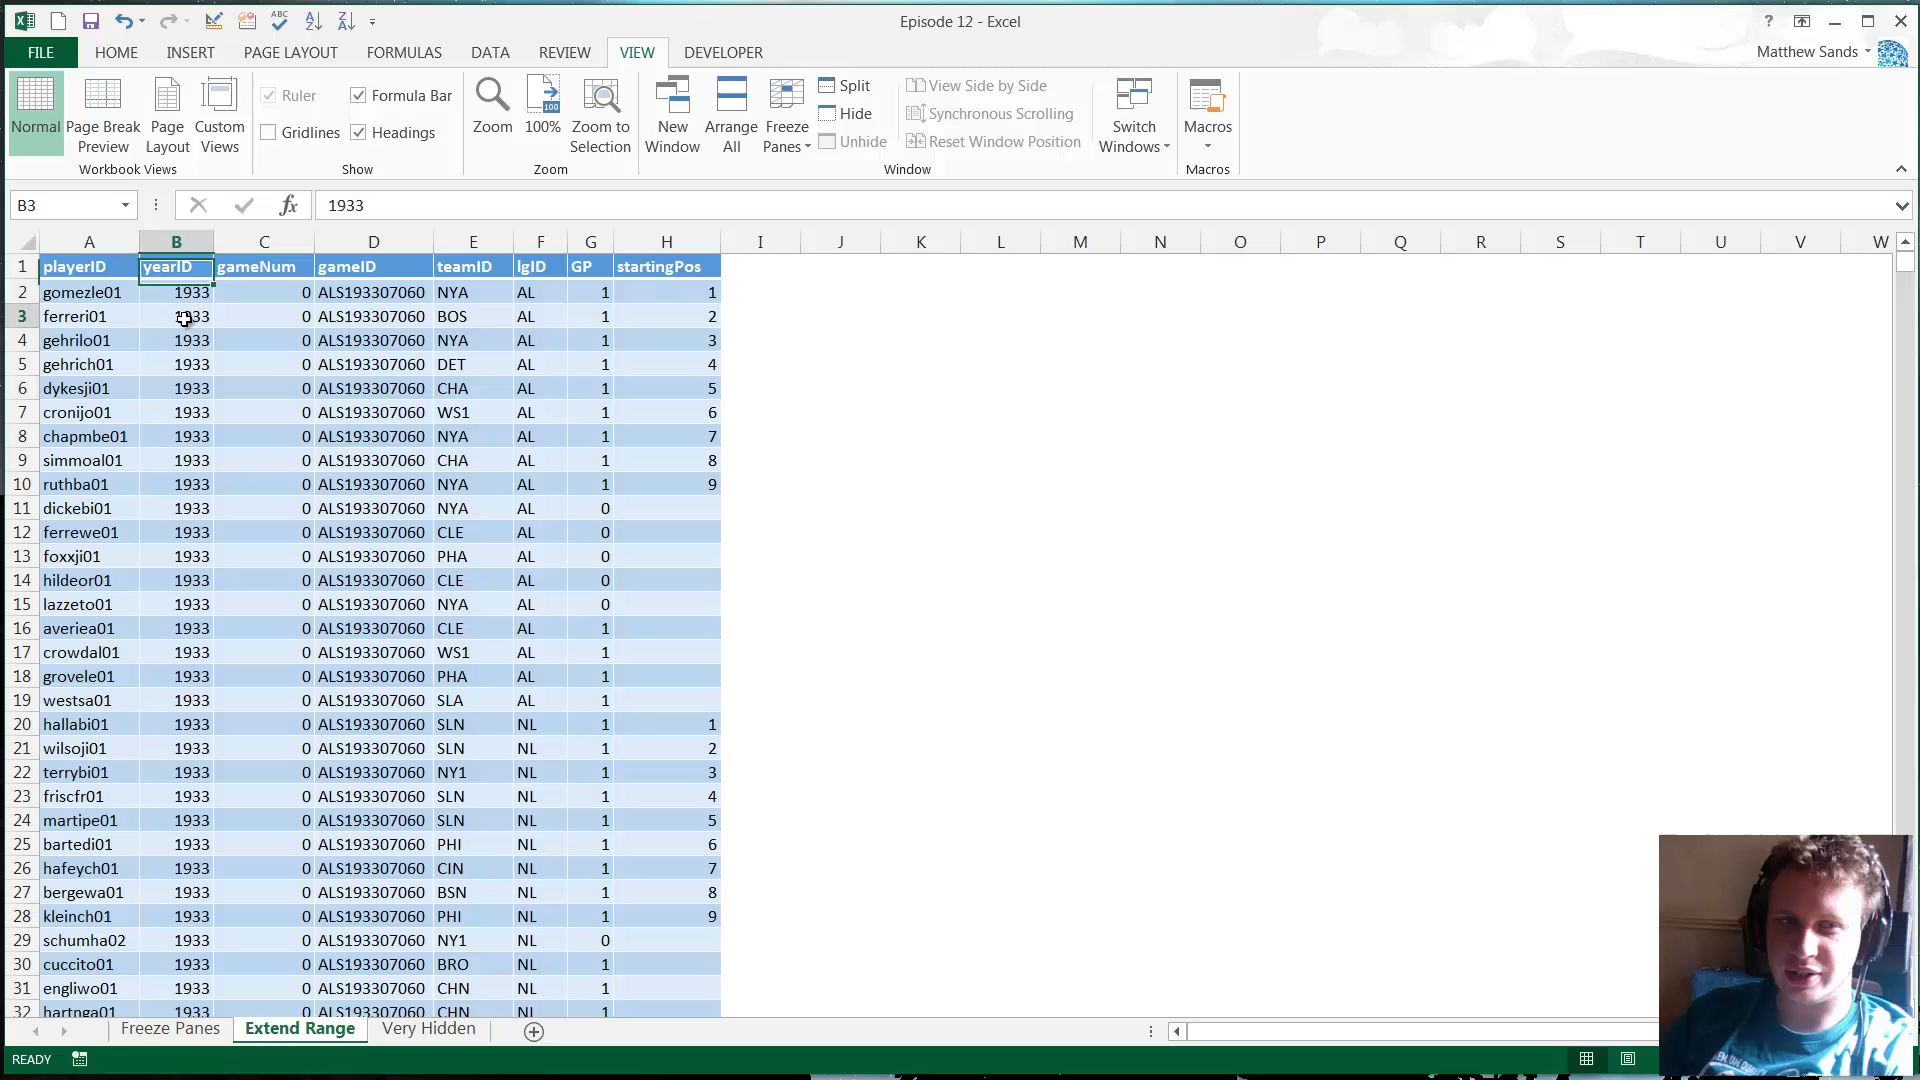 Episode 12 - Excel
ABC
FILE HOME INSERT PAGE LAYOUT FORMULAS DATA REVIEW VIEW DEVELOPER Matthew Sands
Normal Page Break Preview Page Layout Custom Views
Ruler Formula Bar
Gridlines Headings
Zoom 100% Zoom to Selection
New Window Arrange All Freeze Panes
Split View Side by Side
Hide Synchronous Scrolling
Unhide Reset Window Position
Switch Windows Macros
Workbook Views Show Zoom Window Macros
B3 fx 1933
A B C D E F G H I J K L M N O P Q R S T U V W
1 playerID yearID gameNum gameID teamID lgID GP startingPos
2 gomezle01 1933 0 ALS193307060 NYA AL 1 1
3 ferreri01 1933 0 ALS193307060 BOS AL 1 2
4 gehrilo01 1933 0 ALS193307060 NYA AL 1 3
5 gehrich01 1933 0 ALS193307060 DET AL 1 4
6 dykesji01 1933 0 ALS193307060 CHA AL 1 5
7 cronijo01 1933 0 ALS193307060 WS1 AL 1 6
8 chapmbe01 1933 0 ALS193307060 NYA AL 1 7
9 simmoal01 1933 0 ALS193307060 CHA AL 1 8
10 ruthba01 1933 0 ALS193307060 NYA AL 1 9
11 dickebi01 1933 0 ALS193307060 NYA AL 0
12 ferrewe01 1933 0 ALS193307060 CLE AL 0
13 foxxji01 1933 0 ALS193307060 PHA AL 0
14 hildeor01 1933 0 ALS193307060 CLE AL 0
15 lazzeto01 1933 0 ALS193307060 NYA AL 0
16 averiea01 1933 0 ALS193307060 CLE AL 1
17 crowdal01 1933 0 ALS193307060 WS1 AL 1
18 grovele01 1933 0 ALS193307060 PHA AL 1
19 westsa01 1933 0 ALS193307060 SLA AL 1
20 hallabi01 1933 0 ALS193307060 SLN NL 1 1
21 wilsoji01 1933 0 ALS193307060 SLN NL 1 2
22 terrybi01 1933 0 ALS193307060 NY1 NL 1 3
23 friscfr01 1933 0 ALS193307060 SLN NL 1 4
24 martipe01 1933 0 ALS193307060 SLN NL 1 5
25 bartedi01 1933 0 ALS193307060 PHI NL 1 6
26 hafeych01 1933 0 ALS193307060 CIN NL 1 7
27 bergewa01 1933 0 ALS193307060 BSN NL 1 8
28 kleinch01 1933 0 ALS193307060 PHI NL 1 9
29 schumha02 1933 0 ALS193307060 NY1 NL 0
30 cuccito01 1933 0 ALS193307060 BRO NL 1
31 engliwo01 1933 0 ALS193307060 CHN NL 1
32 hartnga01 1933 0 ALS193307060 CHN NL 1
Freeze Panes Extend Range Very Hidden
READY